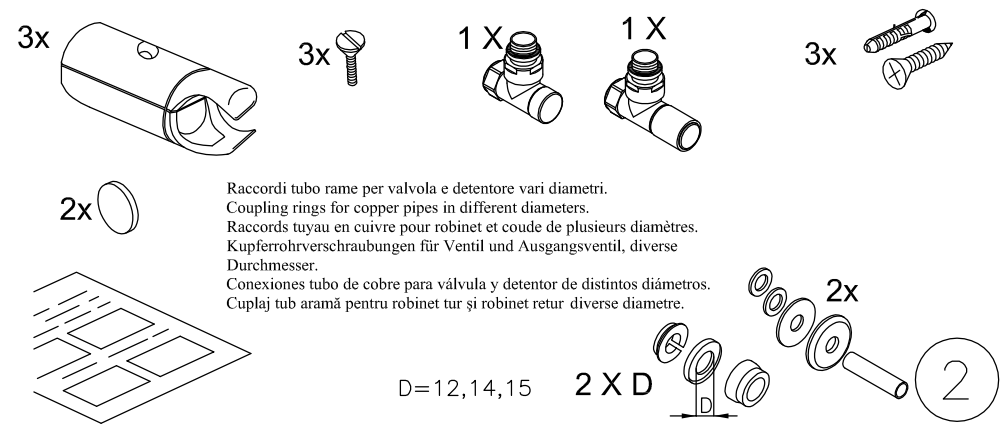 3x
3x
1 X
1 X
3x
2x
Raccordi tubo rame per valvola e detentore vari diametri.
Coupling rings for copper pipes in different diameters.
Raccords tuyau en cuivre pour robinet et coude de plusieurs diamètres.
Kupferrohrverschraubungen für Ventil und Ausgangsventil, diverse
Durchmesser.
Conexiones tubo de cobre para válvula y detentor de distintos diámetros.
Cuplaj tub aramă pentru robinet tur și robinet retur diverse diametre.
2x
D=12,14,15
2 X D
D
2